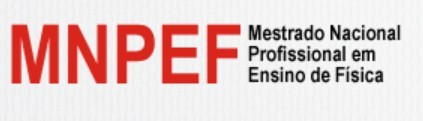 MNPEF
Mestrado Nacional
Profissional em
Ensino de Física